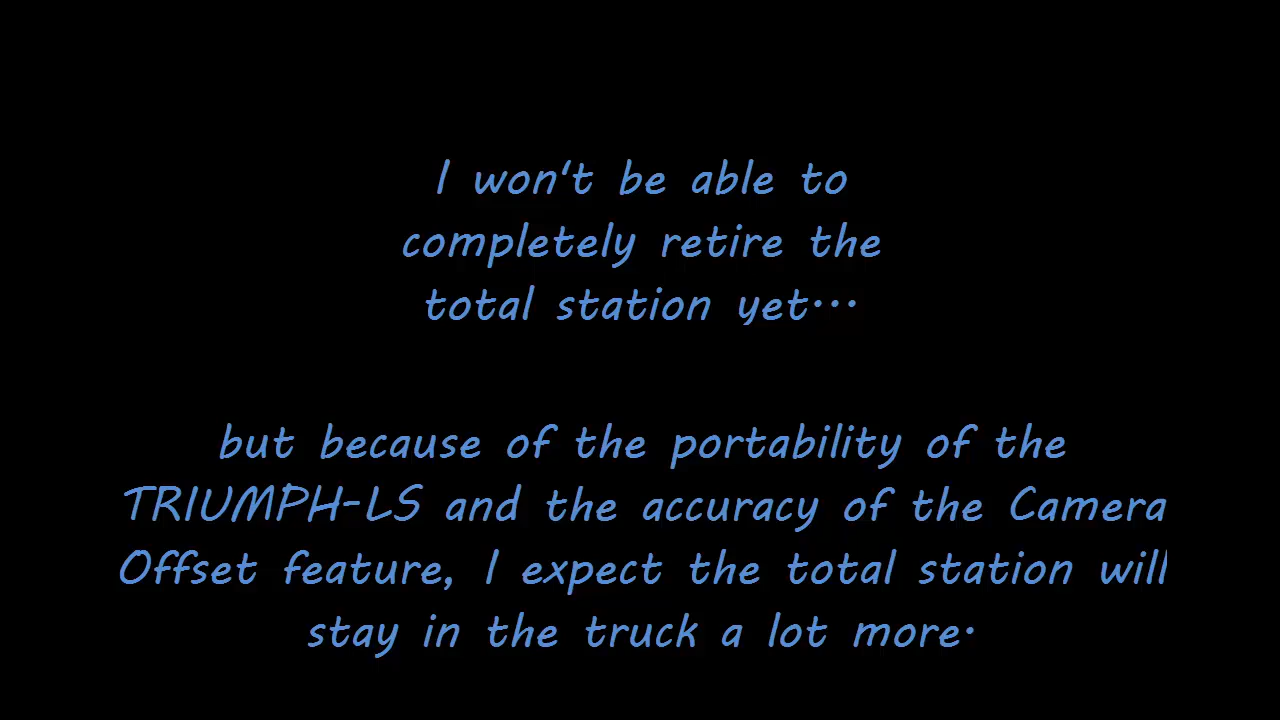 I won't be able to
completely retire the
total station yet...
but because of the portability of the
TRIUMPH-LS and the accuracy of the Camera
Offset feature, I expect the total station will
stay in the truck a lot more.